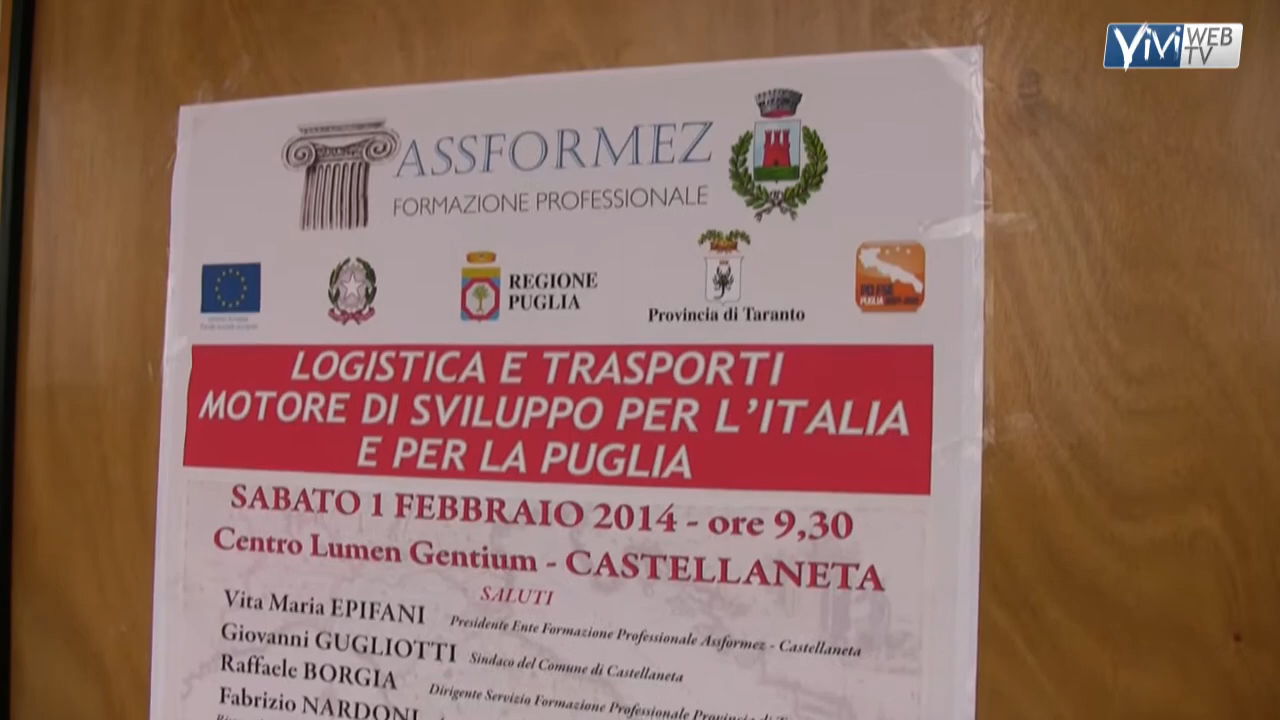 ViVi WEB TV
ASSFORMEZ
FORMAZIONE PROFESSIONALE
REGIONE
PUGLIA
Provincia di Taranto
LOGISTICA E TRASPORTI
MOTORE DI SVILUPPO PER L'ITALIA
E PER LA PUGLIA
SABATO 1 FEBBRAIO 2014 - ore 9,30
Centro Lumen Gentium - CASTELLANETA
SALUTI
Vita Maria EPIFANI Presidente Ente Formazione Professionale Assformez - Castellaneta
Giovanni GUGLIOTTI Sindaco del Comune di Castellaneta
Raffaele BORGIA Dirigente Servizio Formazione Professionale Provincia di
Fabrizio NARDONI